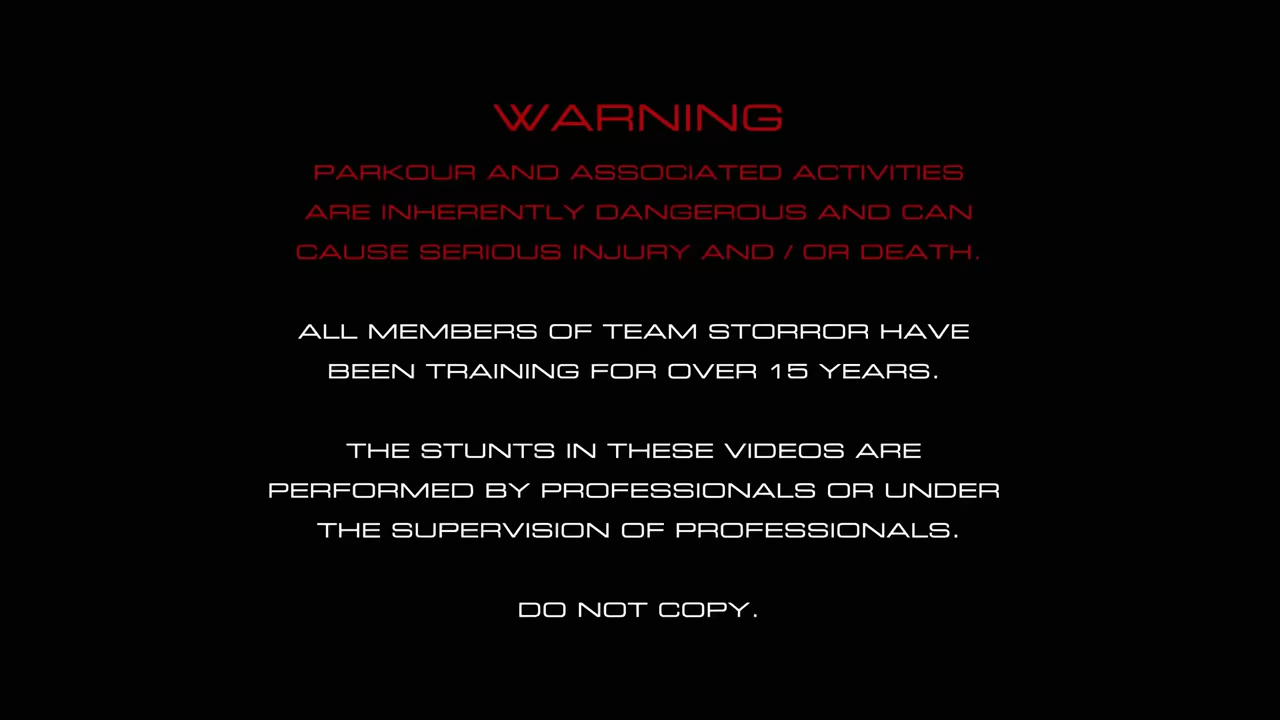 WARNING
PARKOUR AND ASSOCIATED ACTIVITIES
ARE INHERENTLY DANGEROUS AND CAN
CAUSE SERIOUS INJURY AND / OR DEATH.
ALL MEMBERS OF TEAM STORROR HAVE
BEEN TRAINING FOR OVER 15 YEARS.
THE STUNTS IN THESE VIDEOS ARE
PERFORMED BY PROFESSIONALS OR UNDER
THE SUPERVISION OF PROFESSIONALS.
DO NOT COPY.